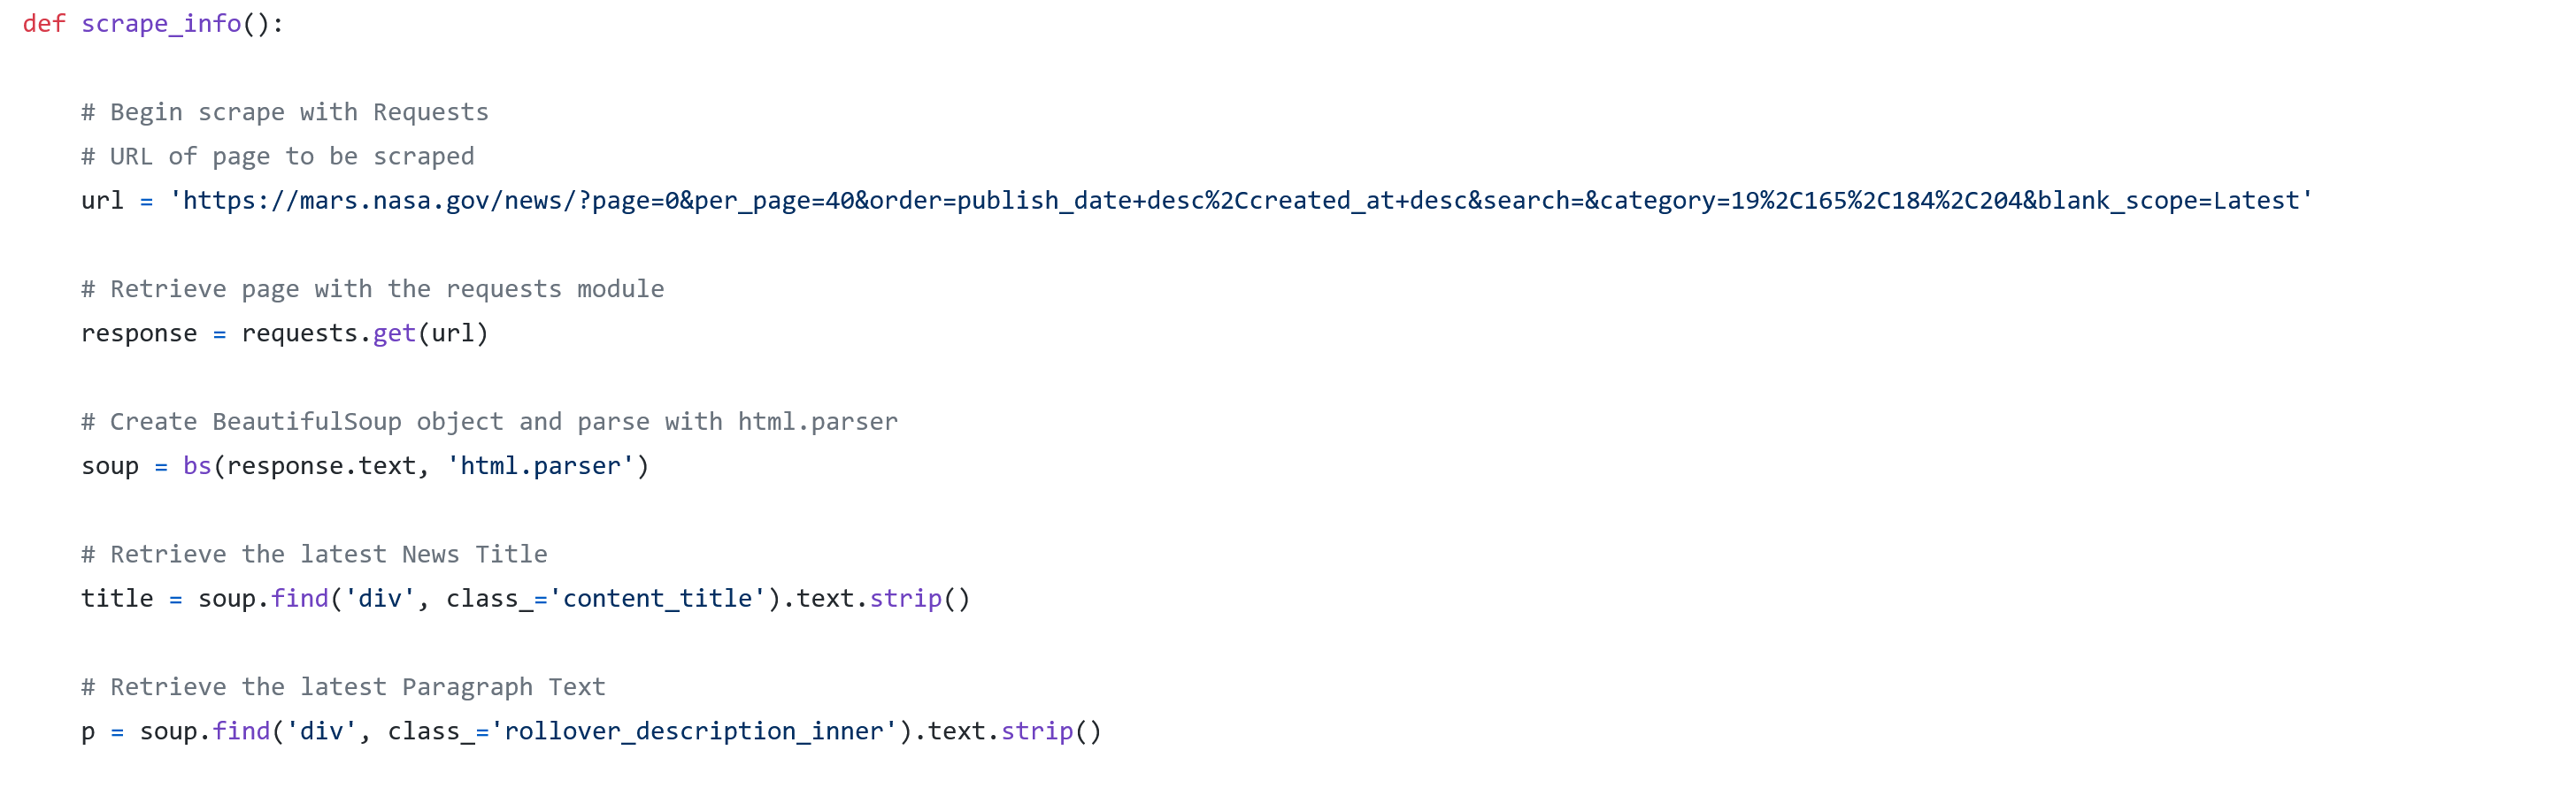 def scrape_info():
# Begin scrape with Requests
# URL of page to be scraped
url = 'https://mars.nasa.gov/news/?page=0&per_page=40&order=publish_date+desc%2Ccreated_at+desc&search=&category=19%2C165%2C184%2C204&blank_scope=Latest'
# Retrieve page with the requests module
response = requests.get(url)
# Create BeautifulSoup object and parse with html.parser
soup = bs(response.text, 'html.parser')
# Retrieve the latest News Title
title = soup.find('div', class_='content_title').text.strip()
# Retrieve the latest Paragraph Text
p = soup.find('div', class_='rollover_description_inner').text.strip()